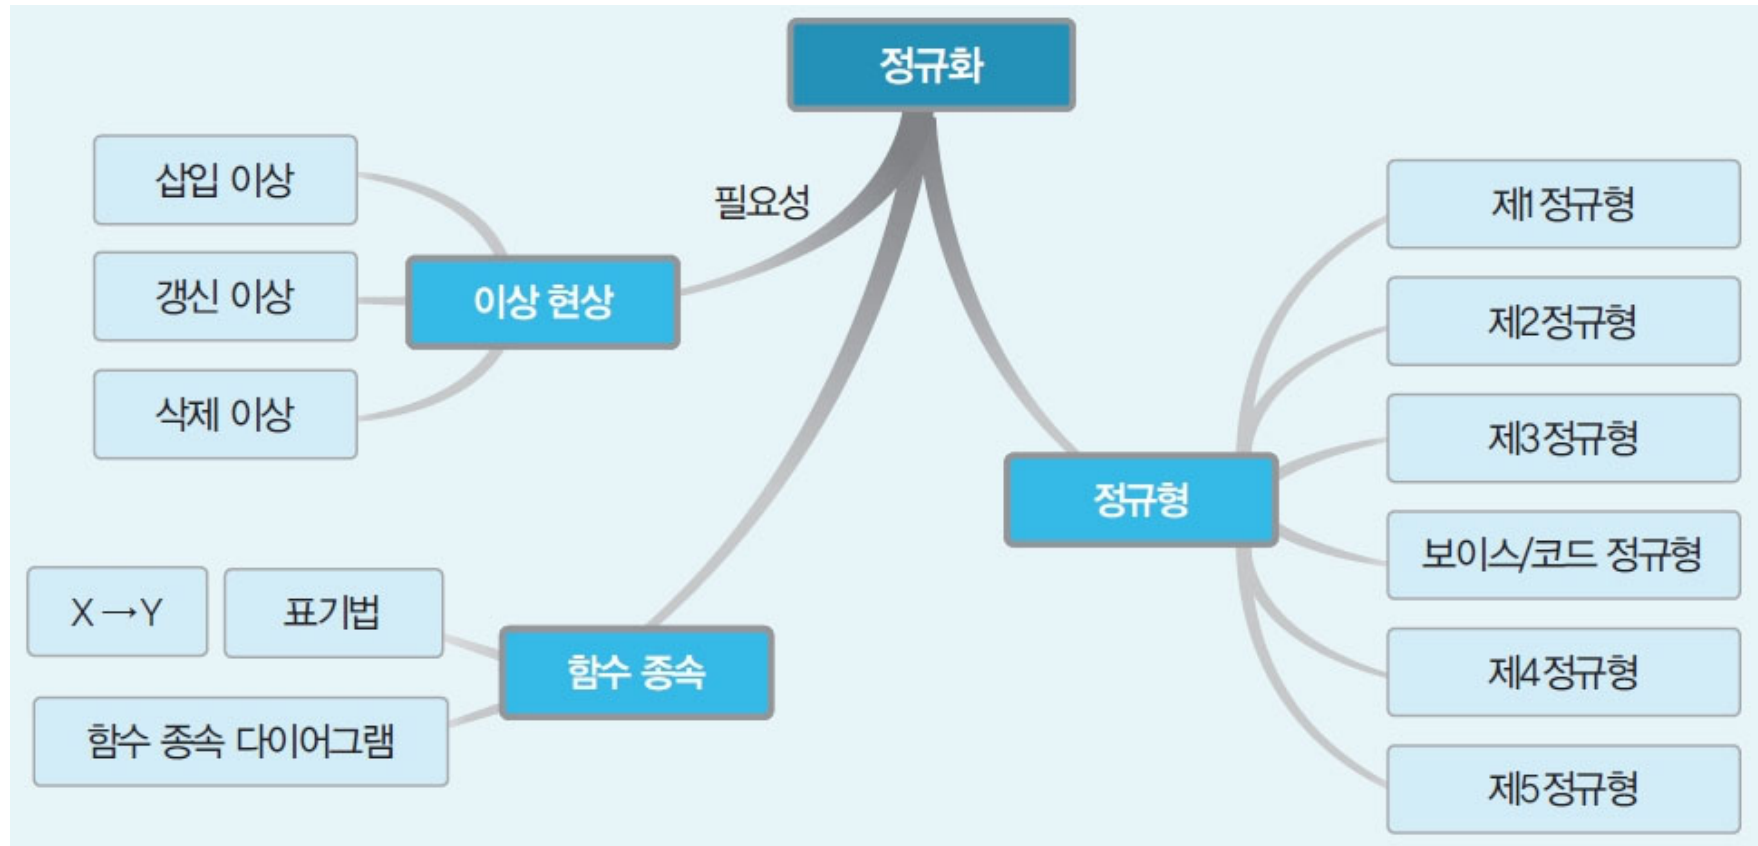 정규화
필요성
이상 현상
삽입 이상
갱신 이상
삭제 이상
함수 종속
X → Y
표기법
함수 종속 다이어그램
정규형
제1 정규형
제2 정규형
제3 정규형
보이스/코드 정규형
제4 정규형
제5 정규형